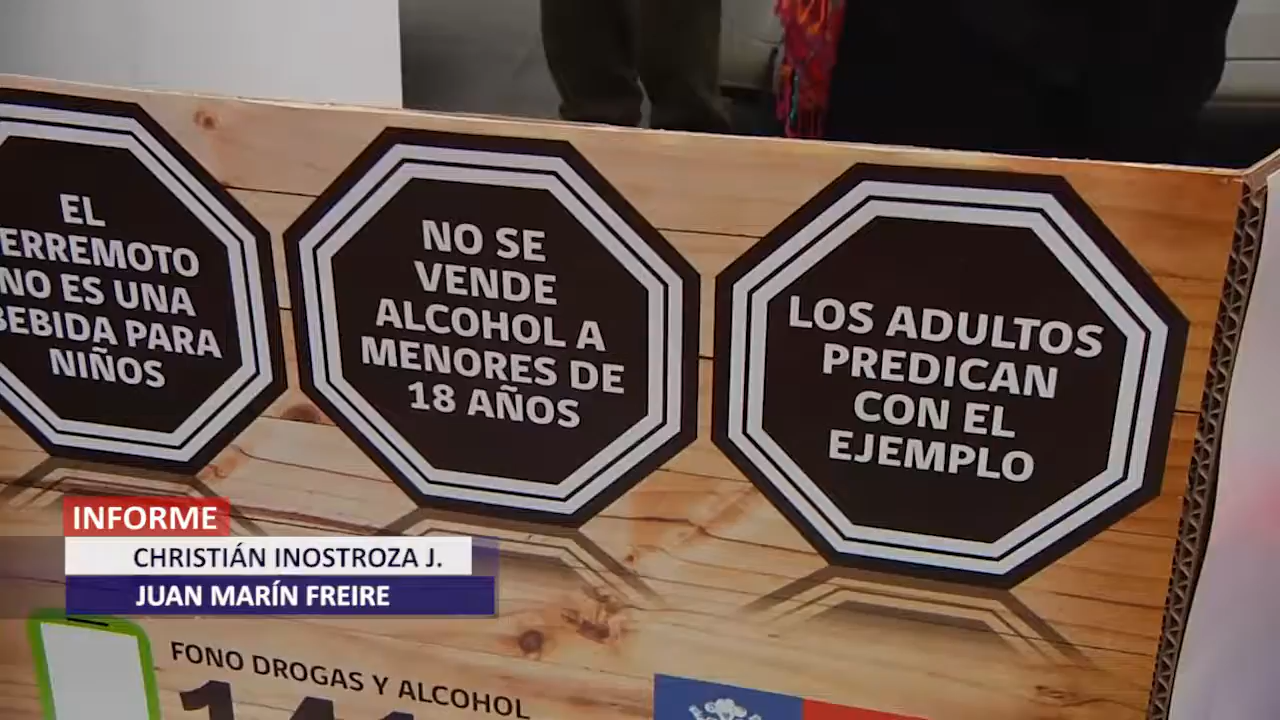 EL
ERREMOTO
NO ES UNA
BEBIDA PARA
NIÑOS
NO SE
VENDE
ALCOHOL A
MENORES DE
18 AÑOS
LOS ADULTOS
PREDICAN
CON EL
EJEMPLO
INFORME
CHRISTIÁN INOSTROZA J.
JUAN MARÍN FREIRE
FONO DROGAS Y ALCOHOL